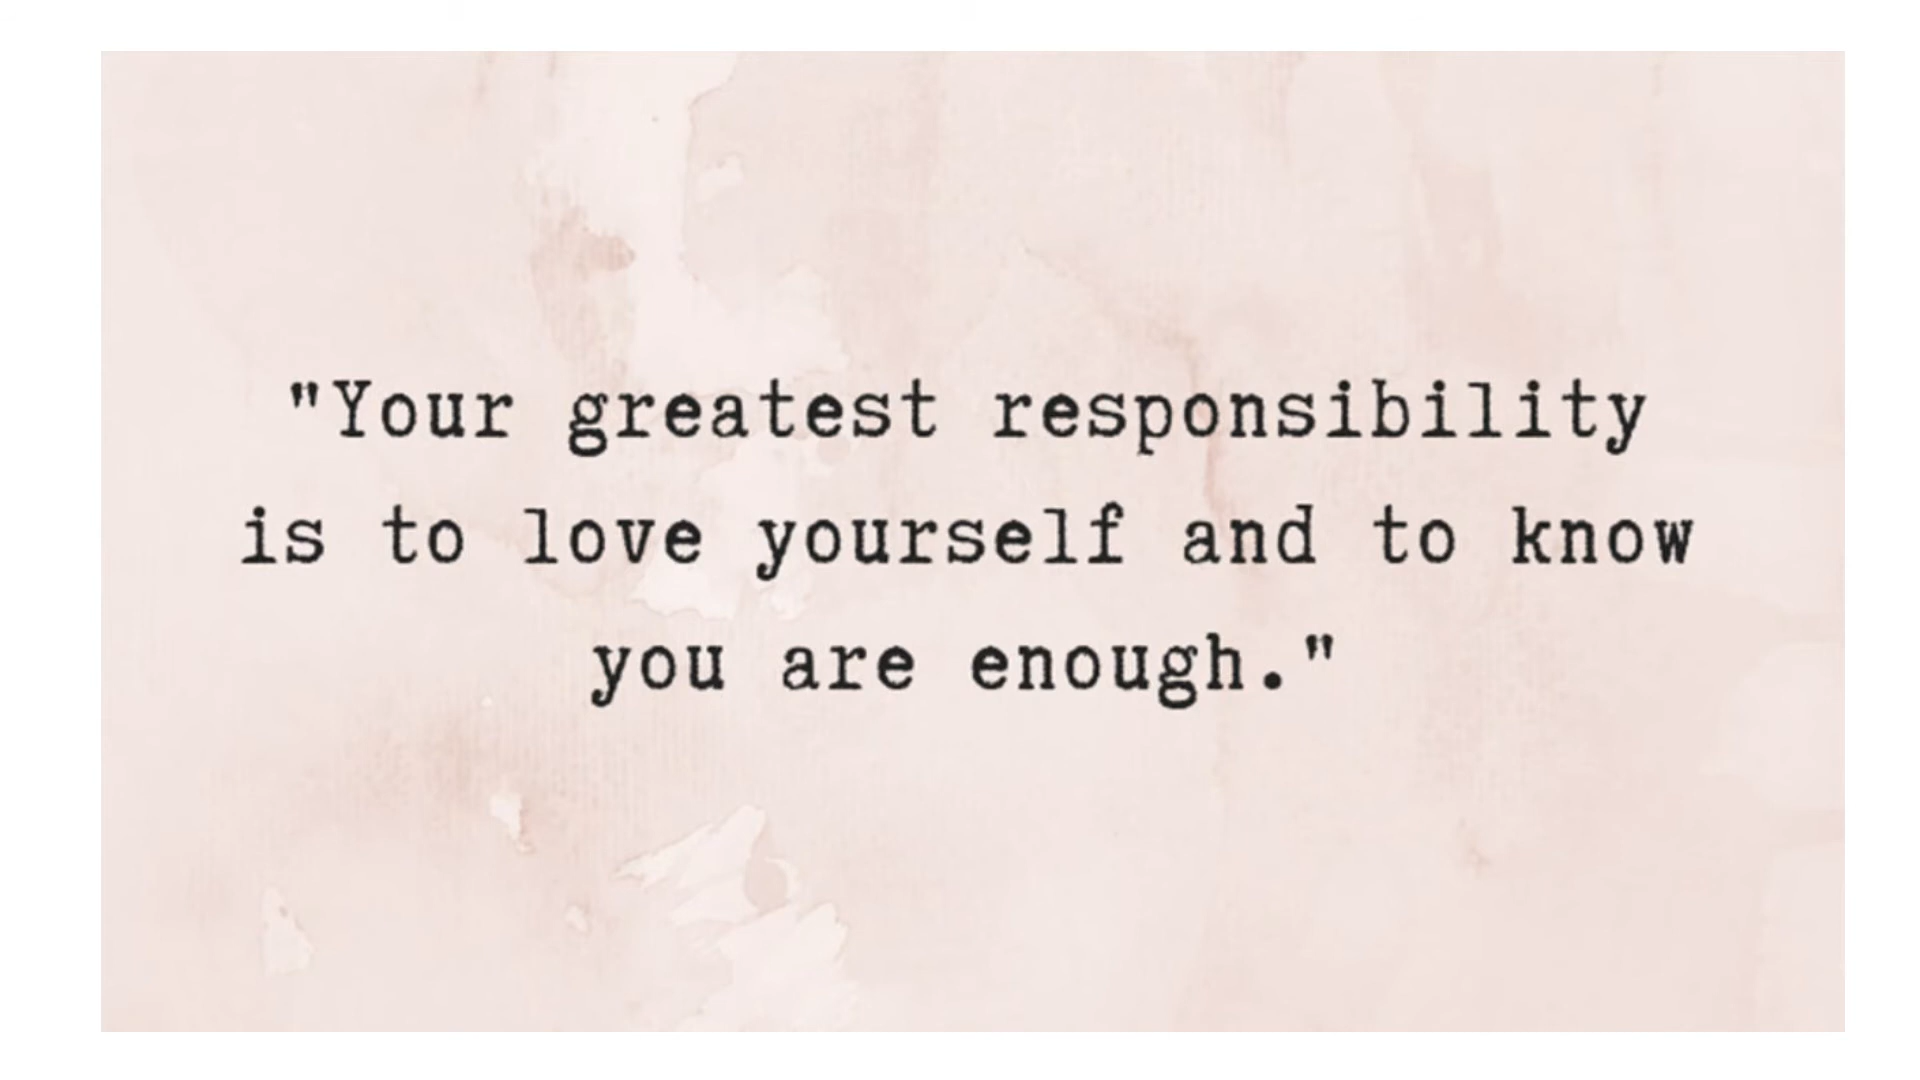 "Your greatest responsibility
is to love yourself and to know
you are enough."